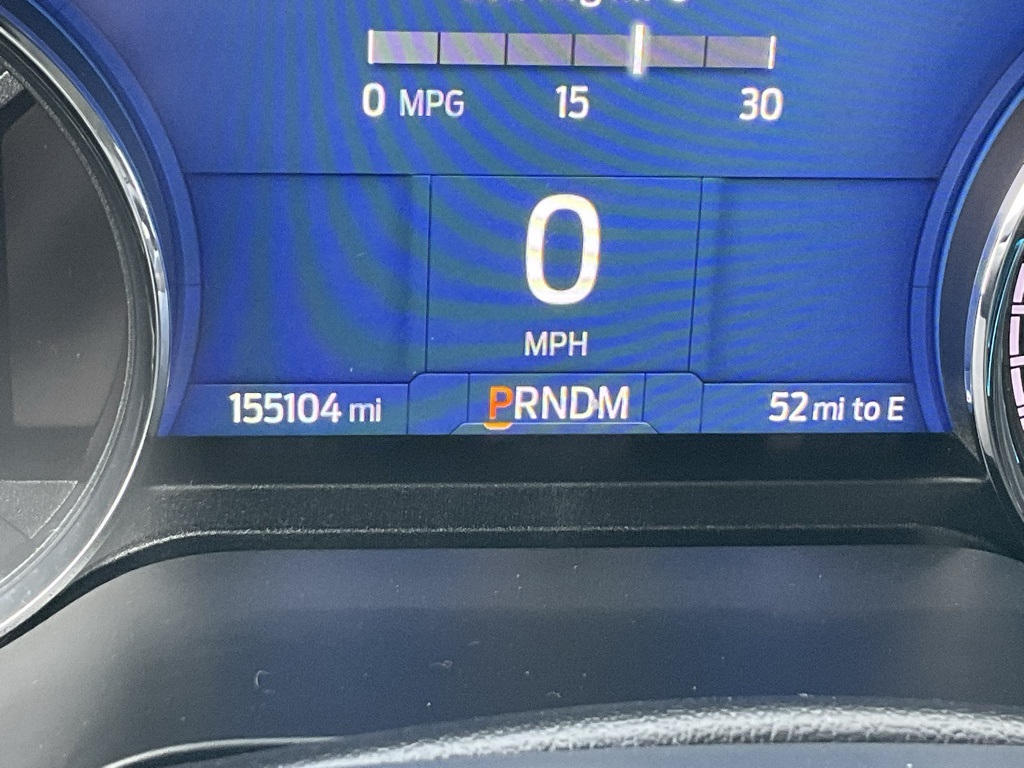 0 MPG 15 30
0
MPH
155104 mi PRNDM 52 mi to E